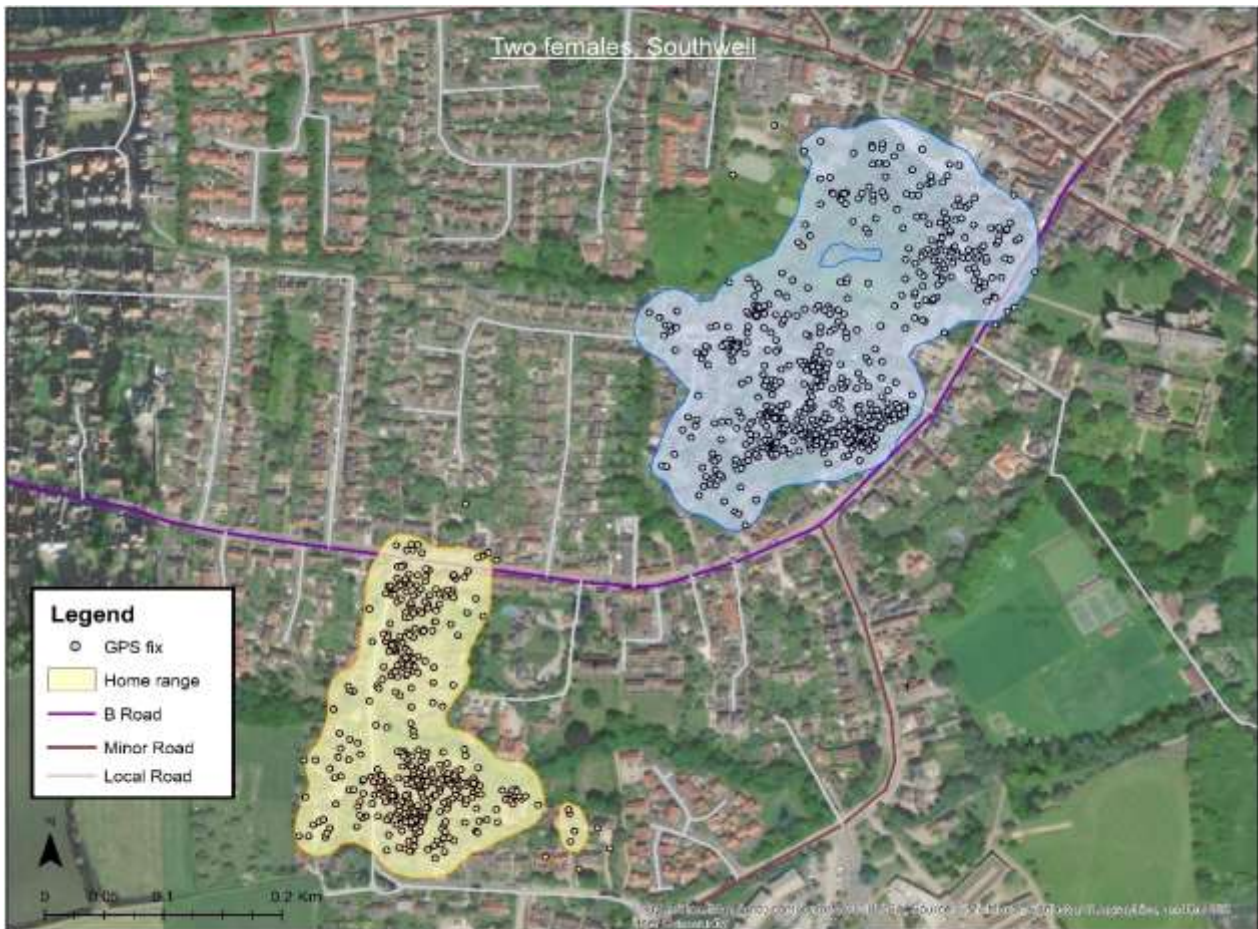 Two females, Southwell
Legend
GPS fix
Home range
B Road
Minor Road
Local Road
0 0.05 0.1 0.2 Km